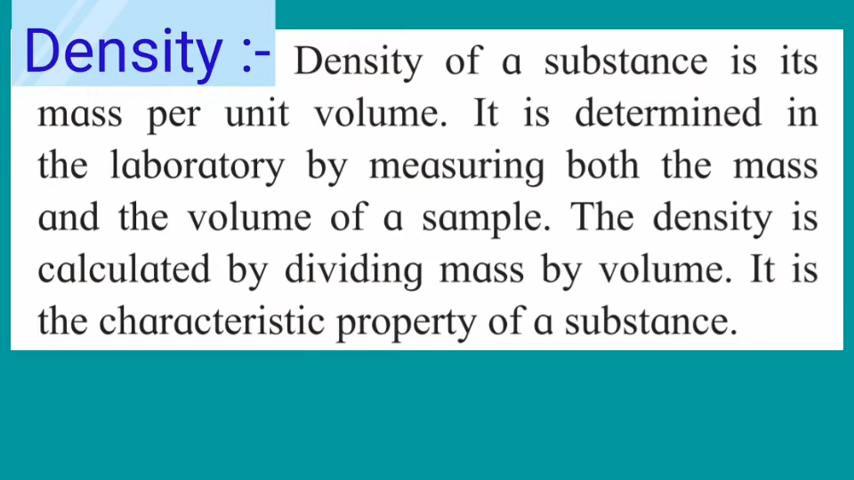 Density :- Density of a substance is its
mass per unit volume. It is determined in
the laboratory by measuring both the mass
and the volume of a sample. The density is
calculated by dividing mass by volume. It is
the characteristic property of a substance.